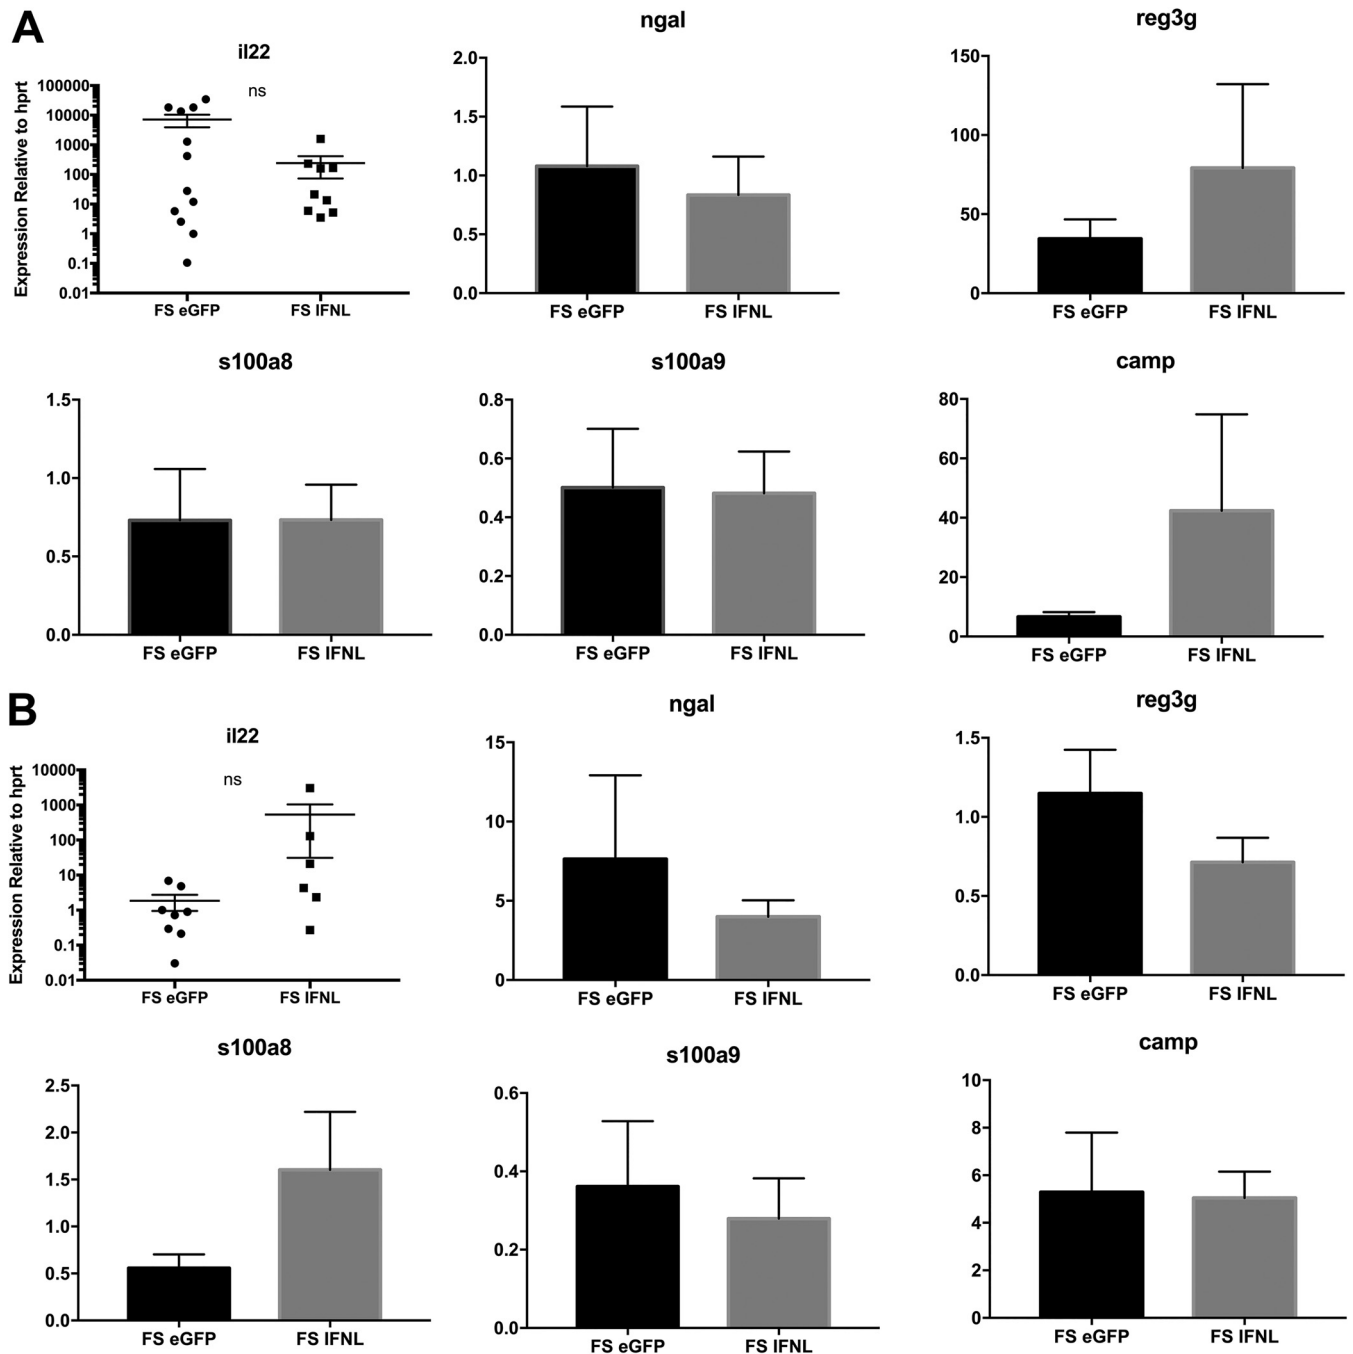 A
il22
ns
Expression Relative to hprt
100000
10000
1000
100
10
1
0.1
0.01
FS eGFP
FS IFNL
ngal
2.0
1.5
1.0
0.5
0.0
FS eGFP
FS IFNL
reg3g
150
100
50
0
FS eGFP
FS IFNL
s100a8
1.5
1.0
0.5
0.0
FS eGFP
FS IFNL
s100a9
0.8
0.6
0.4
0.2
0.0
FS eGFP
FS IFNL
camp
80
60
40
20
0
FS eGFP
FS IFNL
B
il22
ns
Expression Relative to hprt
10000
1000
100
10
1
0.1
0.01
FS eGFP
FS IFNL
ngal
15
10
5
0
FS eGFP
FS IFNL
reg3g
1.5
1.0
0.5
0.0
FS eGFP
FS IFNL
s100a8
2.5
2.0
1.5
1.0
0.5
0.0
FS eGFP
FS IFNL
s100a9
0.6
0.4
0.2
0.0
FS eGFP
FS IFNL
camp
10
8
6
4
2
0
FS eGFP
FS IFNL